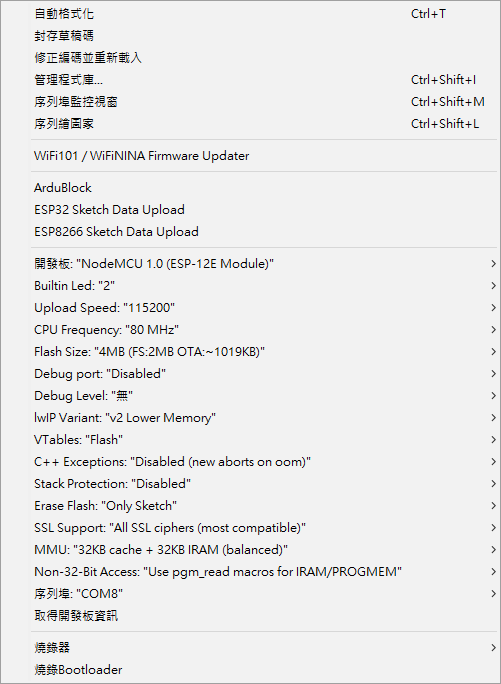 自動格式化 Ctrl+T
封存草稿碼
修正編碼並重新載入
管理程式庫... Ctrl+Shift+I
序列埠監控視窗 Ctrl+Shift+M
序列繪圖家 Ctrl+Shift+L
WiFi101 / WiFiNINA Firmware Updater
ArduBlock
ESP32 Sketch Data Upload
ESP8266 Sketch Data Upload
開發板: "NodeMCU 1.0 (ESP-12E Module)"
Builtin Led: "2"
Upload Speed: "115200"
CPU Frequency: "80 MHz"
Flash Size: "4MB (FS:2MB OTA:~1019KB)"
Debug port: "Disabled"
Debug Level: "無"
lwIP Variant: "v2 Lower Memory"
VTables: "Flash"
C++ Exceptions: "Disabled (new aborts on oom)"
Stack Protection: "Disabled"
Erase Flash: "Only Sketch"
SSL Support: "All SSL ciphers (most compatible)"
MMU: "32KB cache + 32KB IRAM (balanced)"
Non-32-Bit Access: "Use pgm_read macros for IRAM/PROGMEM"
序列埠: "COM8"
取得開發板資訊
燒錄器
燒錄Bootloader